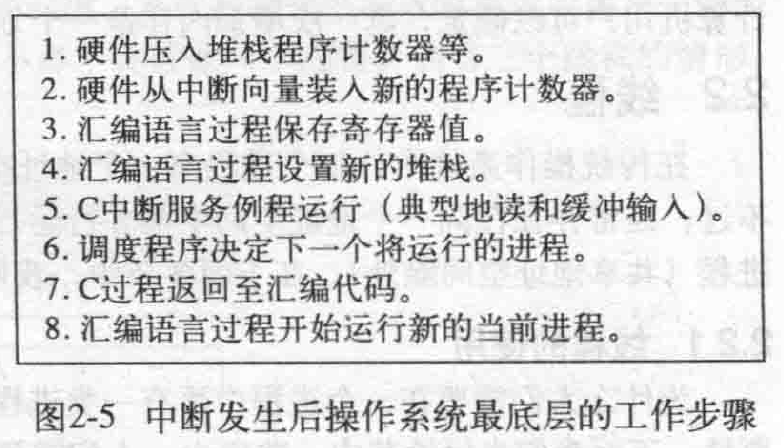 1. 硬件压入堆栈程序计数器等。
2. 硬件从中断向量装入新的程序计数器。
3. 汇编语言过程保存寄存器值。
4. 汇编语言过程设置新的堆栈。
5. C中断服务例程运行（典型地读和缓冲输入）。
6. 调度程序决定下一个将运行的进程。
7. C过程返回至汇编代码。
8. 汇编语言过程开始运行新的当前进程。
图2-5 中断发生后操作系统最底层的工作步骤